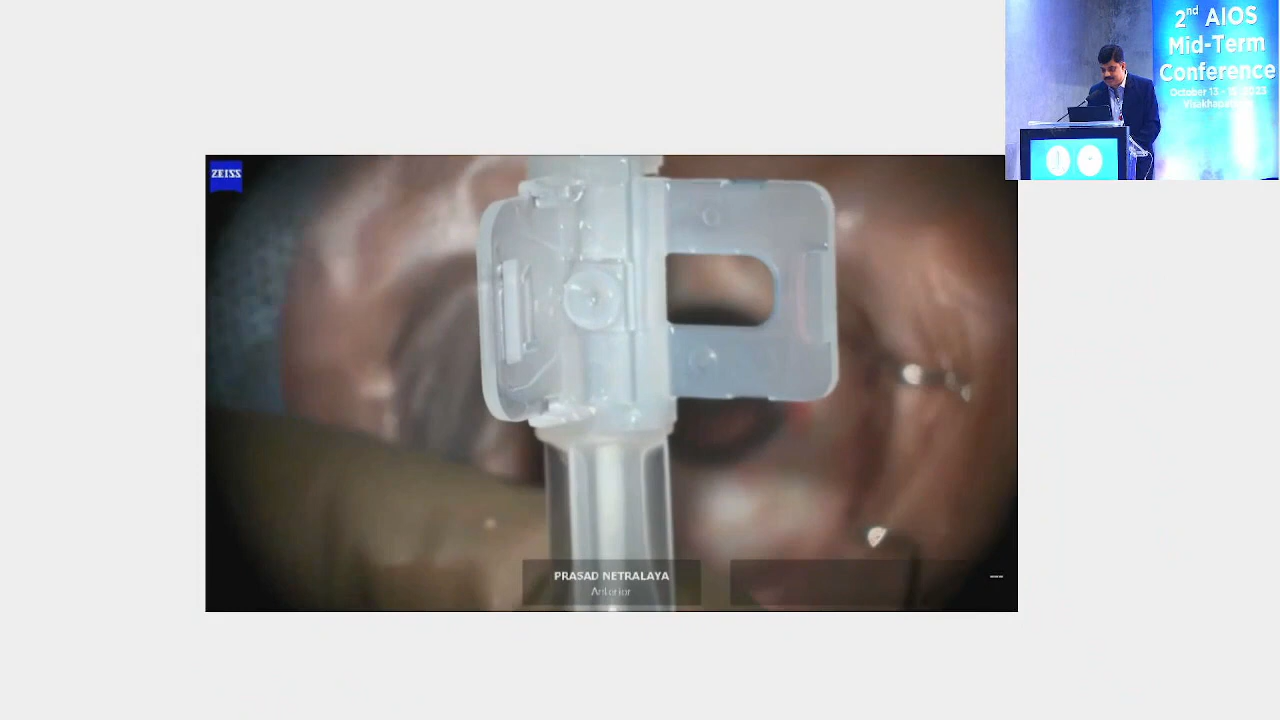 2nd AIOS
Mid-Term
Conference
ZEISS
PRASAD NETRALAYA
Anterior